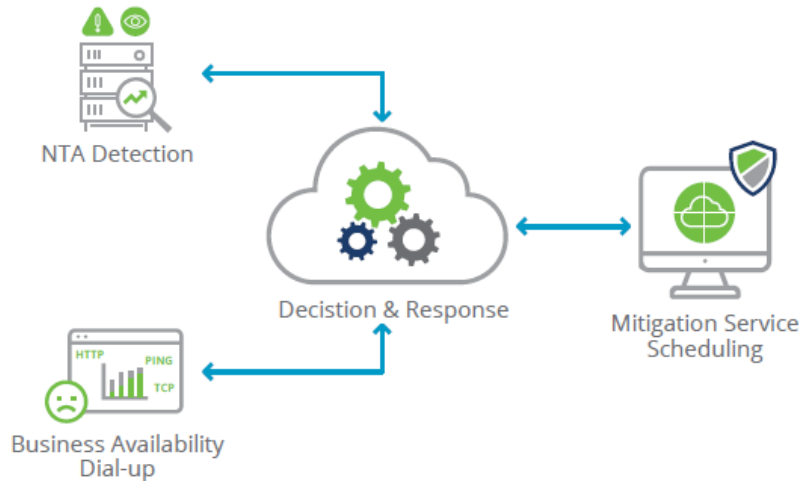 NTA Detection
Decistion & Response
Mitigation Service
Scheduling
HTTP
PING
TCP
Business Availability
Dial-up